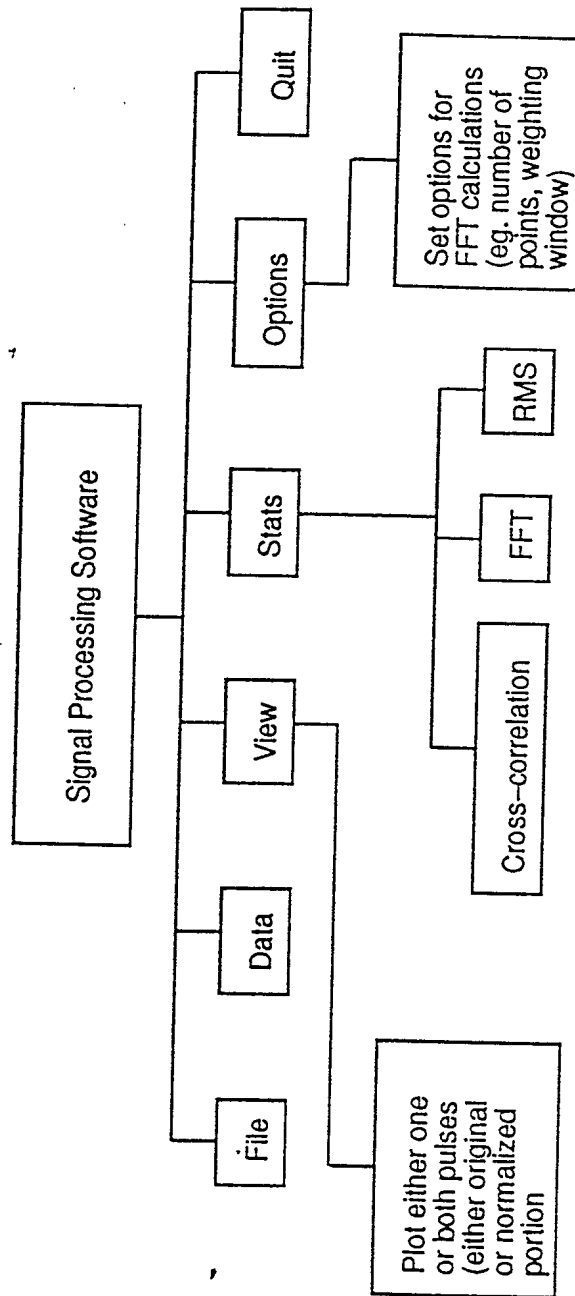 Signal Processing Software
File
Data
View
Stats
Options
Quit
Plot either one
or both pulses
(either original
or normalized
portion
Cross-correlation
FFT
RMS
Set options for
FFT calculations
(eg. number of
points, weighting
window)